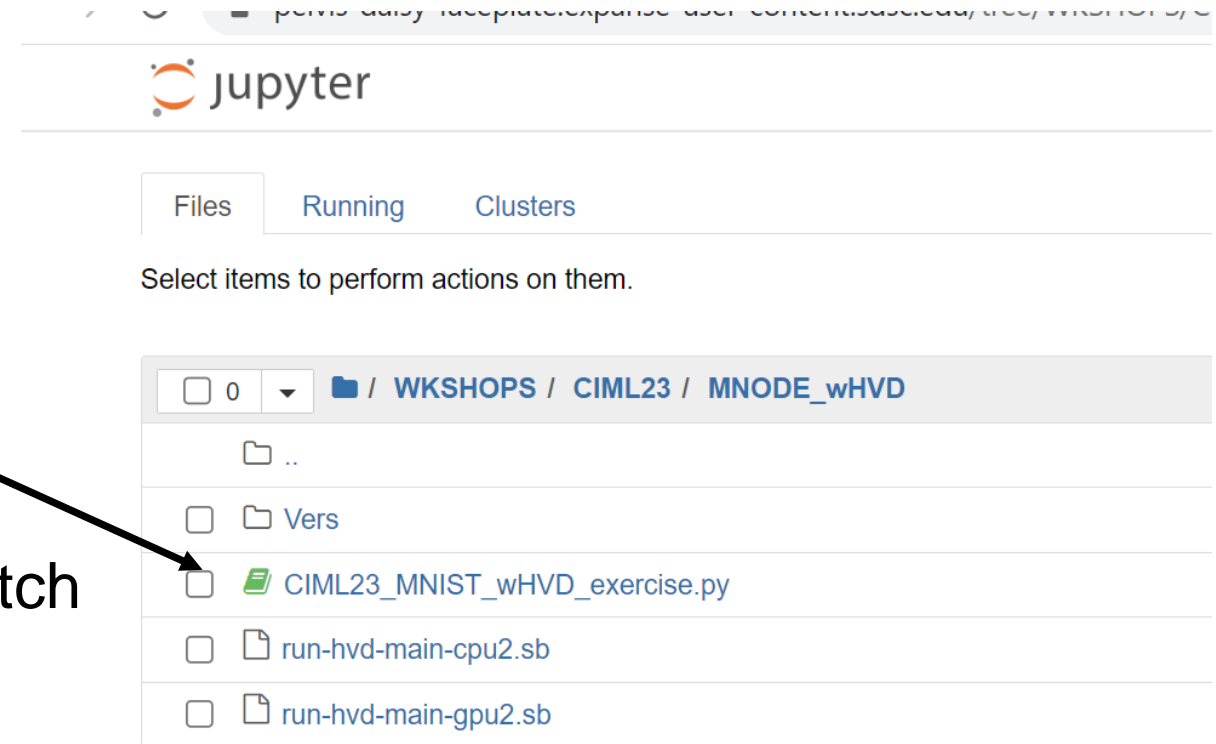 jupyter
Files Running Clusters
Select items to perform actions on them.
0 / WKSHOPS / CIML23 / MNODE_wHVD
..
Vers
tch
CIML23_MNIST_wHVD_exercise.py
run-hvd-main-cpu2.sb
run-hvd-main-gpu2.sb